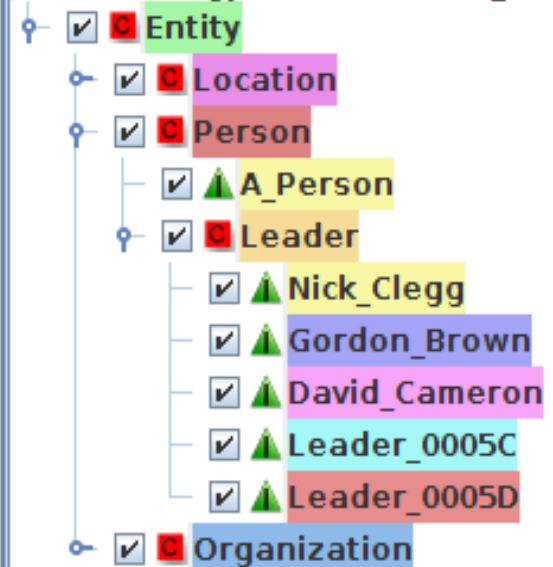 C Entity
C Location
C Person
A_Person
C Leader
Nick_Clegg
Gordon_Brown
David_Cameron
Leader_0005C
Leader_0005D
C Organization